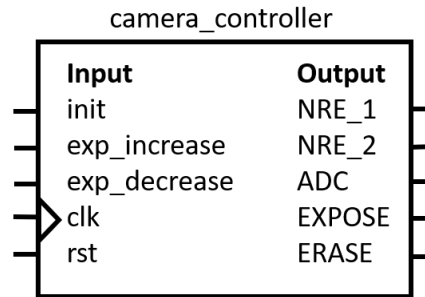 camera_controller
Input Output
init NRE_1
exp_increase NRE_2
exp_decrease ADC
clk EXPOSE
rst ERASE